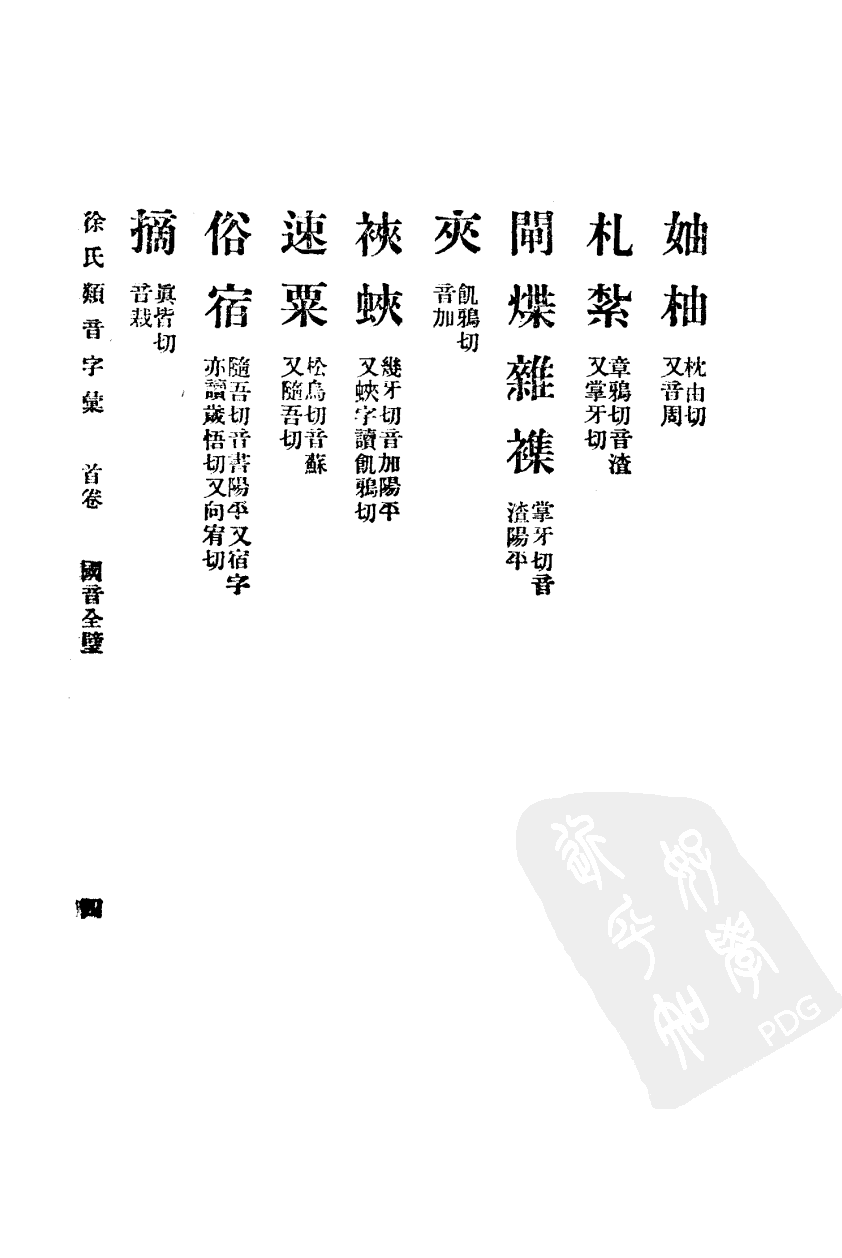 妯柚 枕由切又音周
札紮 章鴉切音渣又掌牙切
閘煠雜襍 掌牙切音渣陽平
夾 飢鴉切音加
裌蛺 幾牙切音加陽平又蛺字讀飢鴉切
速粟 松烏切音蘇又隨吾切
俗宿 隨吾切音書陽平又宿字亦讀歲悟切又向宥切
摘 眞皆切音栽
徐氏類音字彙 首卷 國音全璧 四
好學
PDG